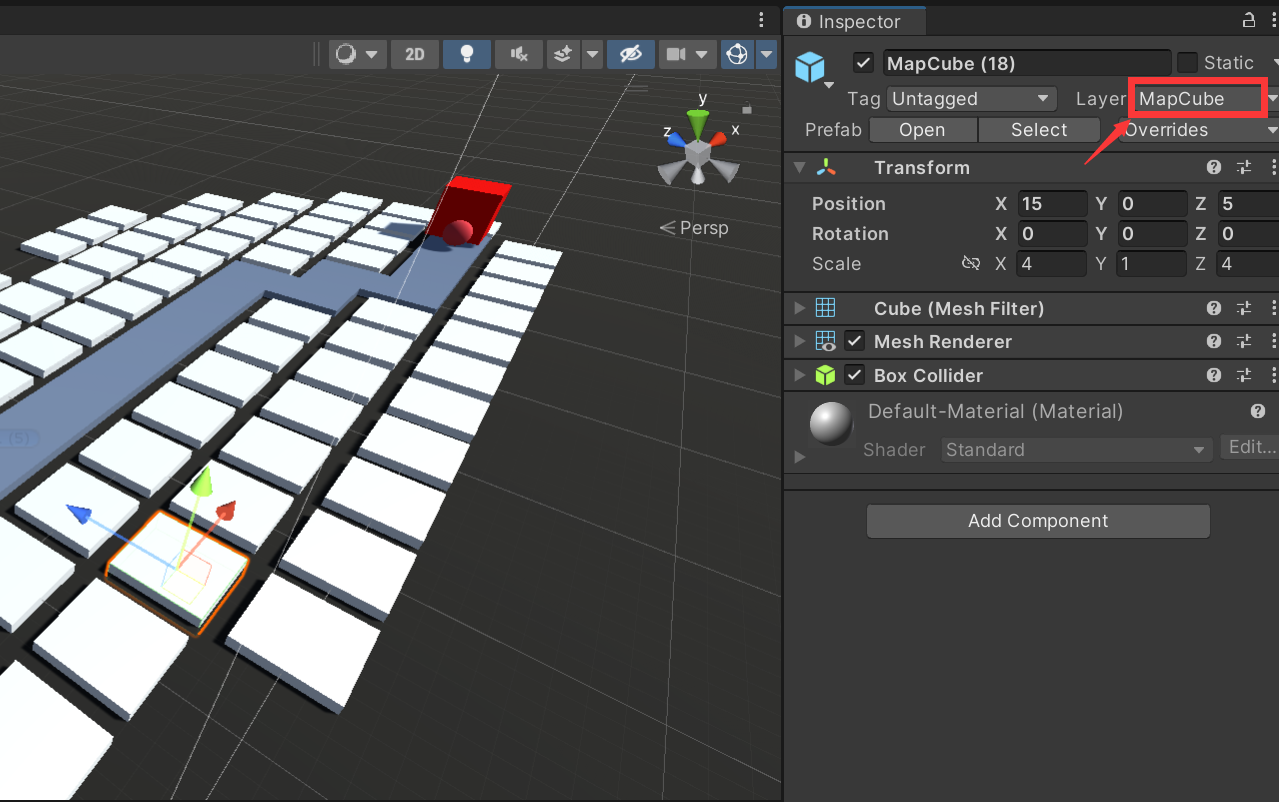 Inspector
2D
MapCube (18)
Static
Tag Untagged Layer MapCube
Prefab Open Select Overrides
Transform
Position X 15 Y 0 Z 5
Rotation X 0 Y 0 Z 0
Scale X 4 Y 1 Z 4
Cube (Mesh Filter)
Mesh Renderer
Box Collider
Default-Material (Material)
Shader Standard Edit...
Add Component
y
z x
Persp
(5)